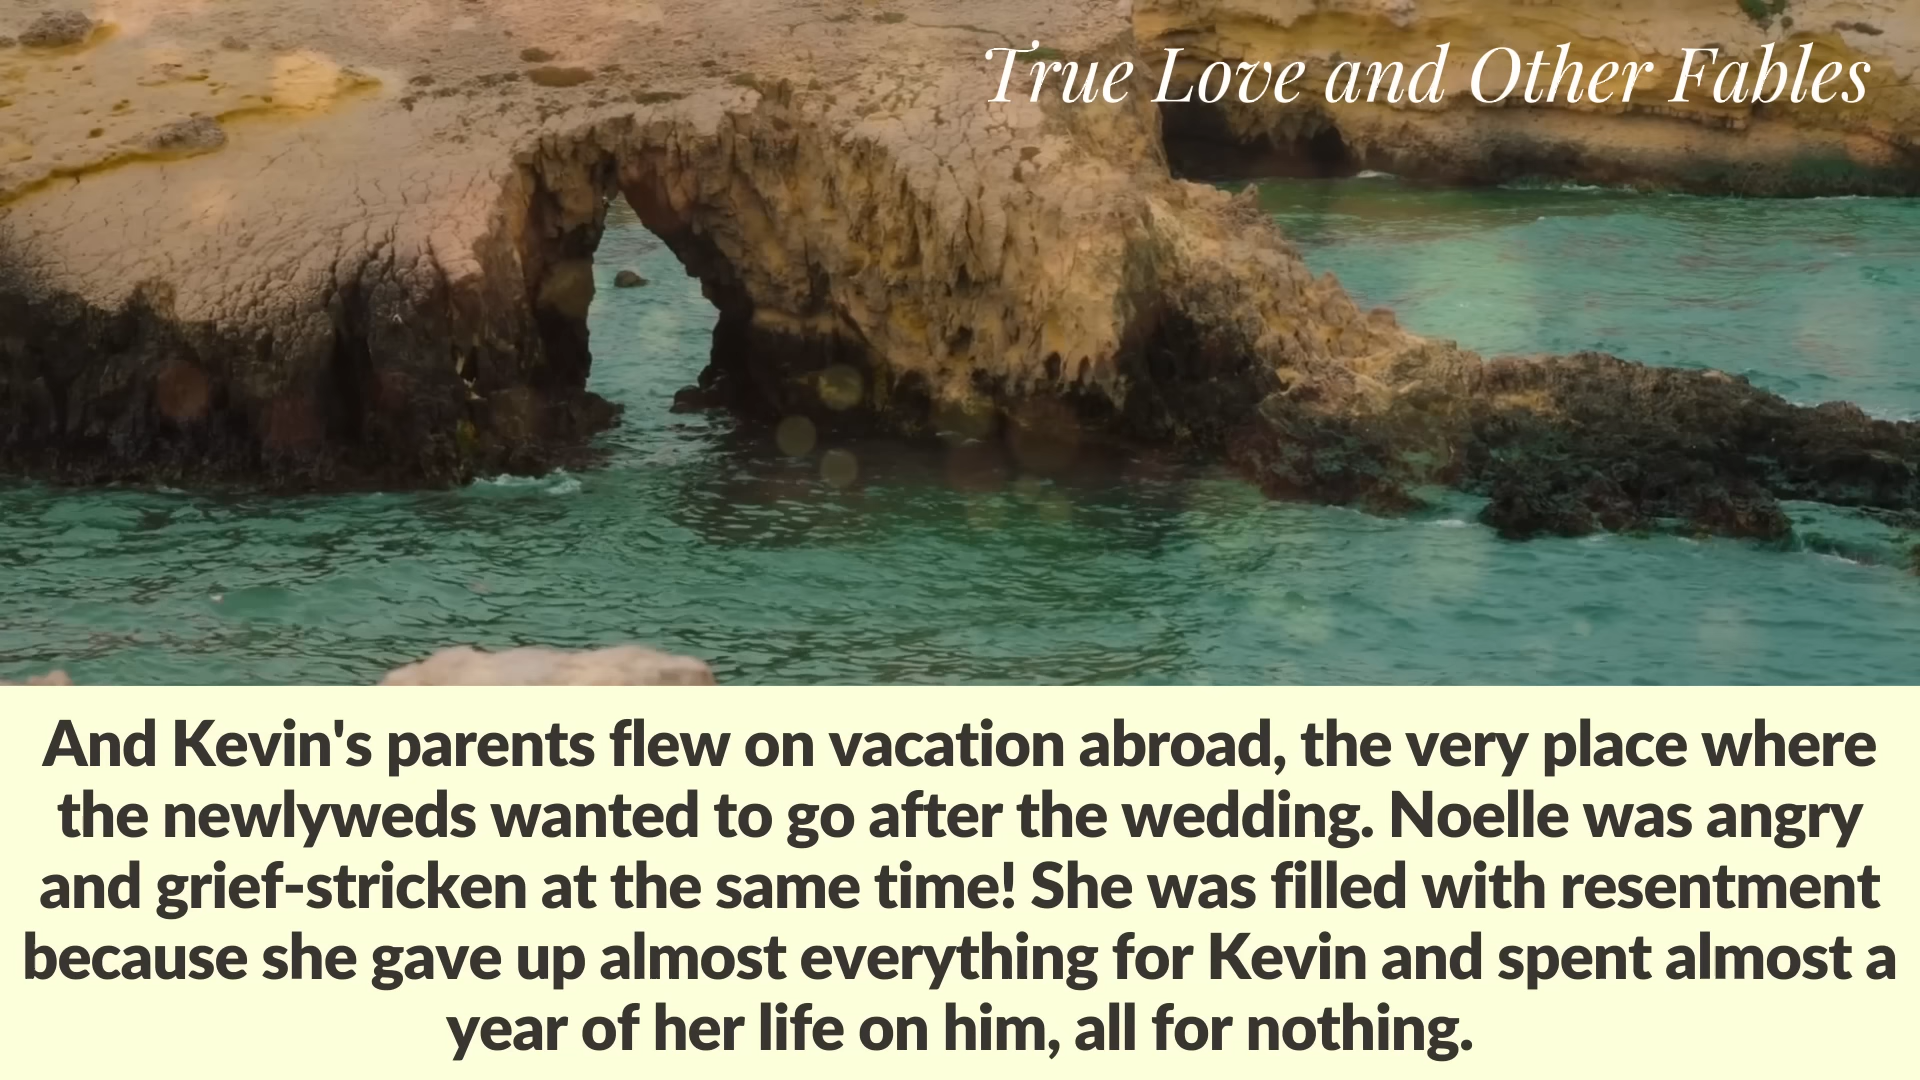 True Love and Other Fables
And Kevin's parents flew on vacation abroad, the very place where
the newlyweds wanted to go after the wedding. Noelle was angry
and grief-stricken at the same time! She was filled with resentment
because she gave up almost everything for Kevin and spent almost a
year of her life on him, all for nothing.